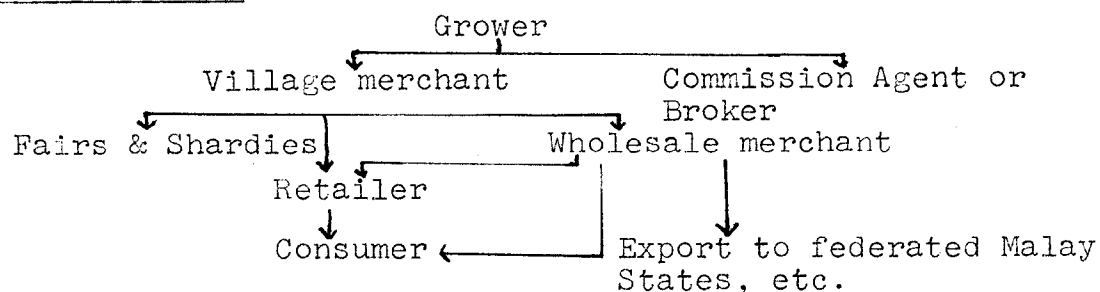 Grower
Village merchant
Commission Agent or
Broker
Fairs & Shardies
Wholesale merchant
Retailer
Consumer
Export to federated Malay
States, etc.